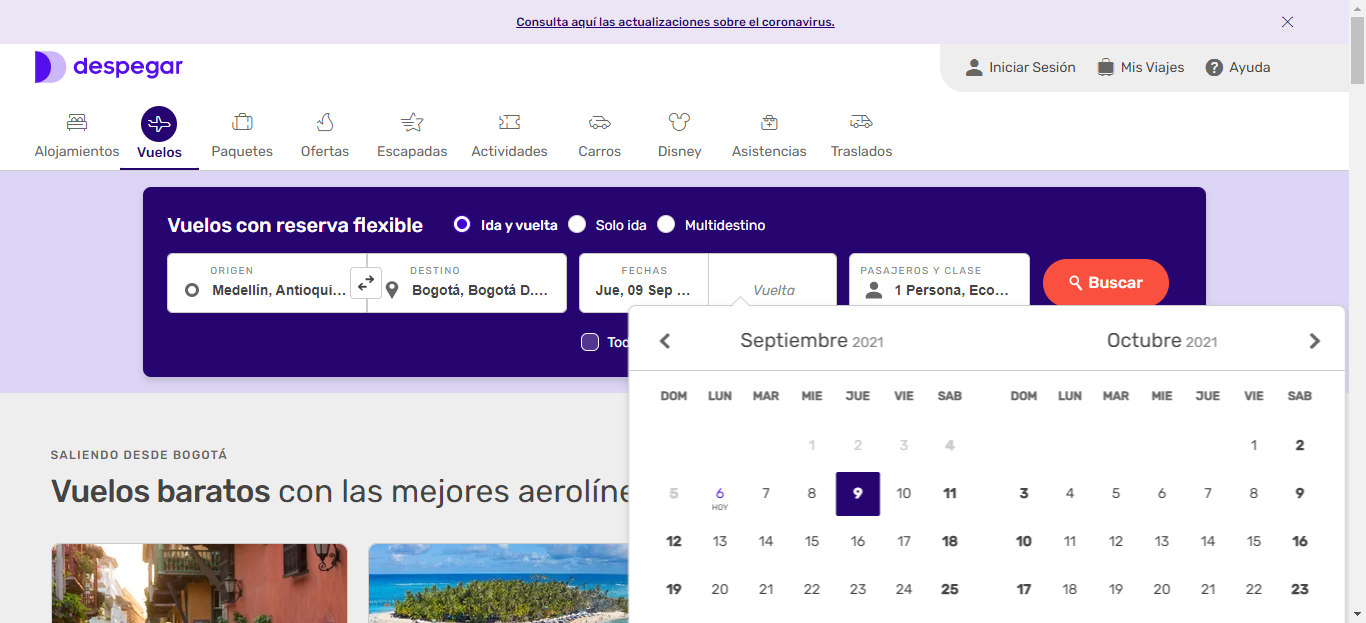 Consulta aquí las actualizaciones sobre el coronavirus.
despegar
Iniciar Sesión
Mis Viajes
? Ayuda
Alojamientos
Vuelos
Paquetes
Ofertas
Escapadas
Actividades
Carros
Disney
Asistencias
Traslados
Vuelos con reserva flexible
Ida y vuelta
Solo ida
Multidestino
ORIGEN
Medellín, Antioqui...
DESTINO
Bogotá, Bogotá D....
FECHAS
Jue, 09 Sep ...
Vuelta
PASAJEROS Y CLASE
1 Persona, Eco...
Buscar
Tod
Septiembre 2021
DOM LUN MAR MIE JUE VIE SAB
1 2 3 4
5 6 7 8 9 10 11
HOY
12 13 14 15 16 17 18
19 20 21 22 23 24 25
Octubre 2021
DOM LUN MAR MIE JUE VIE SAB
1 2
3 4 5 6 7 8 9
10 11 12 13 14 15 16
17 18 19 20 21 22 23
SALIENDO DESDE BOGOTÁ
Vuelos baratos con las mejores aerolíne